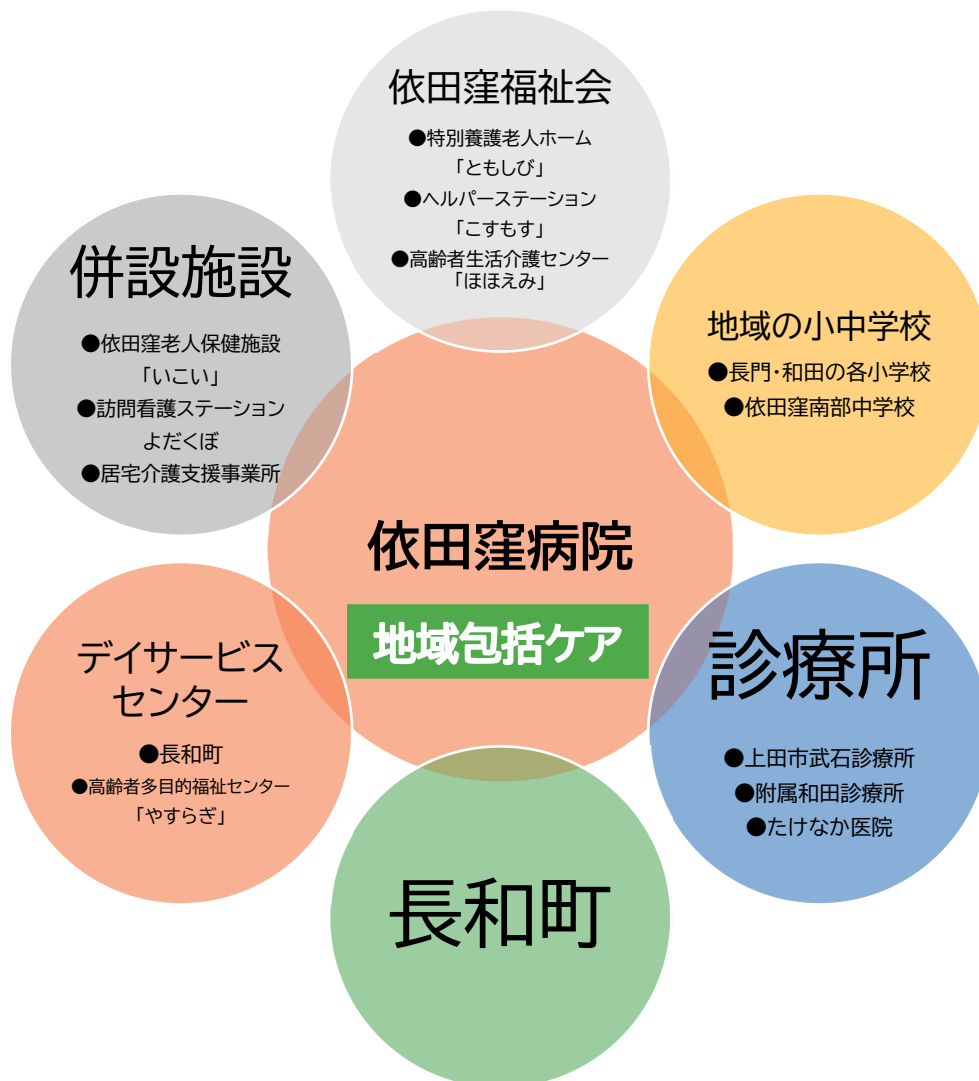 依田窪福祉会
●特別養護老人ホーム
「ともしび」
●ヘルパーステーション
「こすもす」
●高齢者生活介護センター
「ほほえみ」
併設施設
●依田窪老人保健施設
「いこい」
●訪問看護ステーション
よだくぼ
●居宅介護支援事業所
地域の小中学校
●長門・和田の各小学校
●依田窪南部中学校
依田窪病院
地域包括ケア
デイサービス
センター
●長和町
●高齢者多目的福祉センター
「やすらぎ」
診療所
●上田市武石診療所
●附属和田診療所
●たけなか医院
長和町